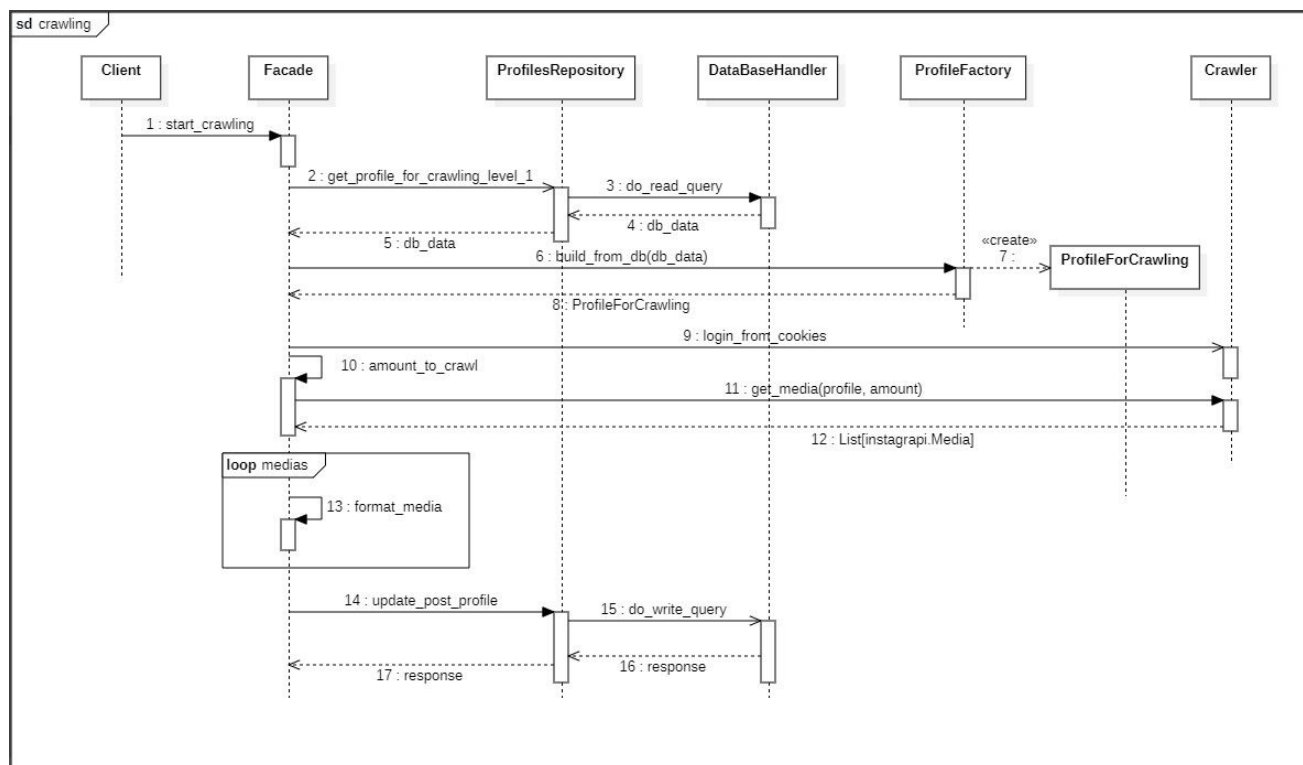 sd crawling
Client
Facade
ProfilesRepository
DataBaseHandler
ProfileFactory
Crawler
1 : start_crawling
2 : get_profile_for_crawling_level_1
3 : do_read_query
4 : db_data
5 : db_data
6 : build_from_db(db_data)
«create»
7 :
ProfileForCrawling
8 : ProfileForCrawling
9 : login_from_cookies
10 : amount_to_crawl
11 : get_media(profile, amount)
12 : List[instagrapi.Media]
loop medias
13 : format_media
14 : update_post_profile
15 : do_write_query
16 : response
17 : response